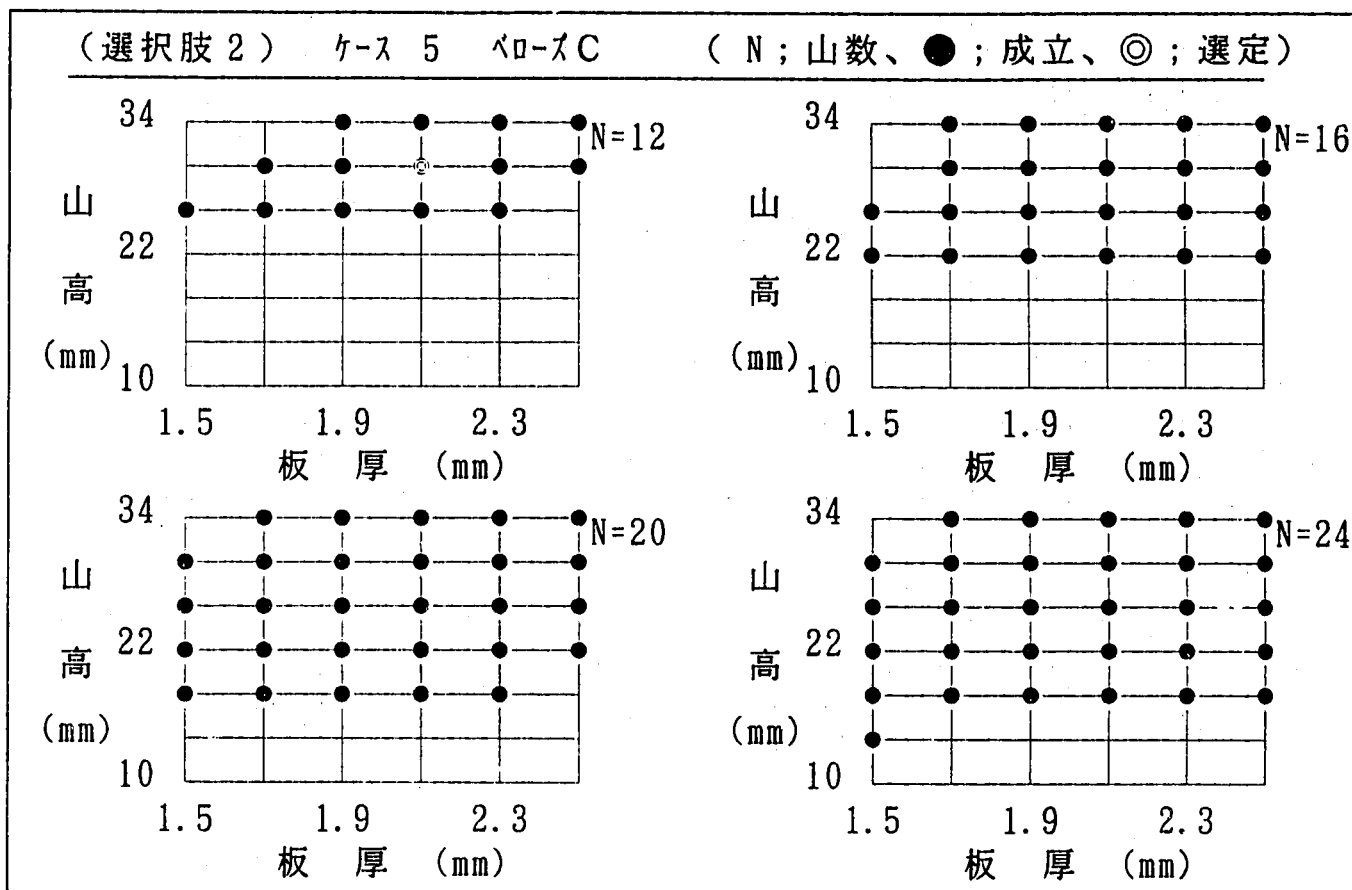 (選択肢2) ケース 5 ベローズC (N;山数、●;成立、◎;選定)
34
N=12
山
22
高
(mm)
10
1.5 1.9 2.3
板 厚 (mm)
34
N=16
山
22
高
(mm)
10
1.5 1.9 2.3
板 厚 (mm)
34
N=20
山
22
高
(mm)
10
1.5 1.9 2.3
板 厚 (mm)
34
N=24
山
22
高
(mm)
10
1.5 1.9 2.3
板 厚 (mm)